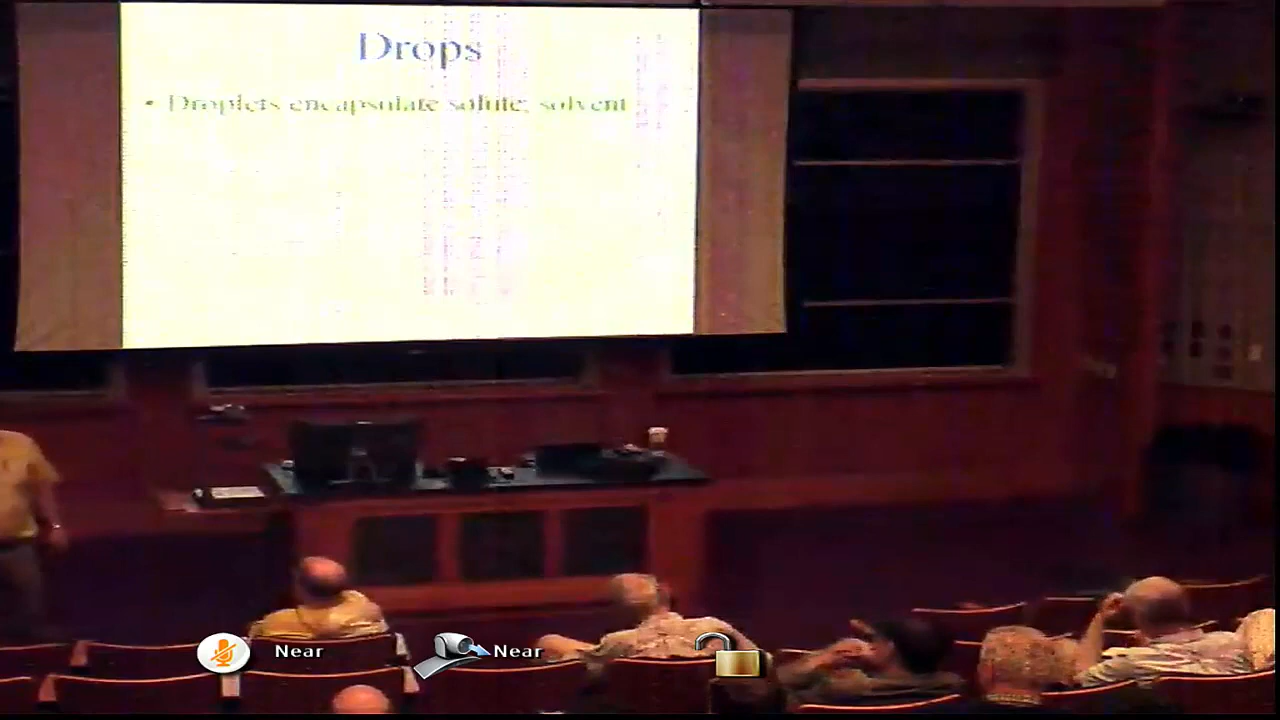 Drops
• Droplets encapsulate solute, solvent
Near
Near